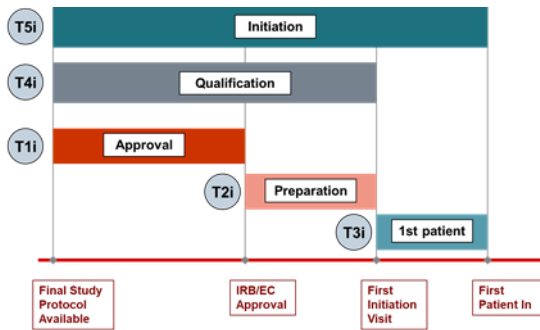 T5i
Initiation
T4i
Qualification
T1i
Approval
T2i
Preparation
T3i
1st patient
Final Study
Protocol
Available
IRB/EC
Approval
First
Initiation
Visit
First
Patient In